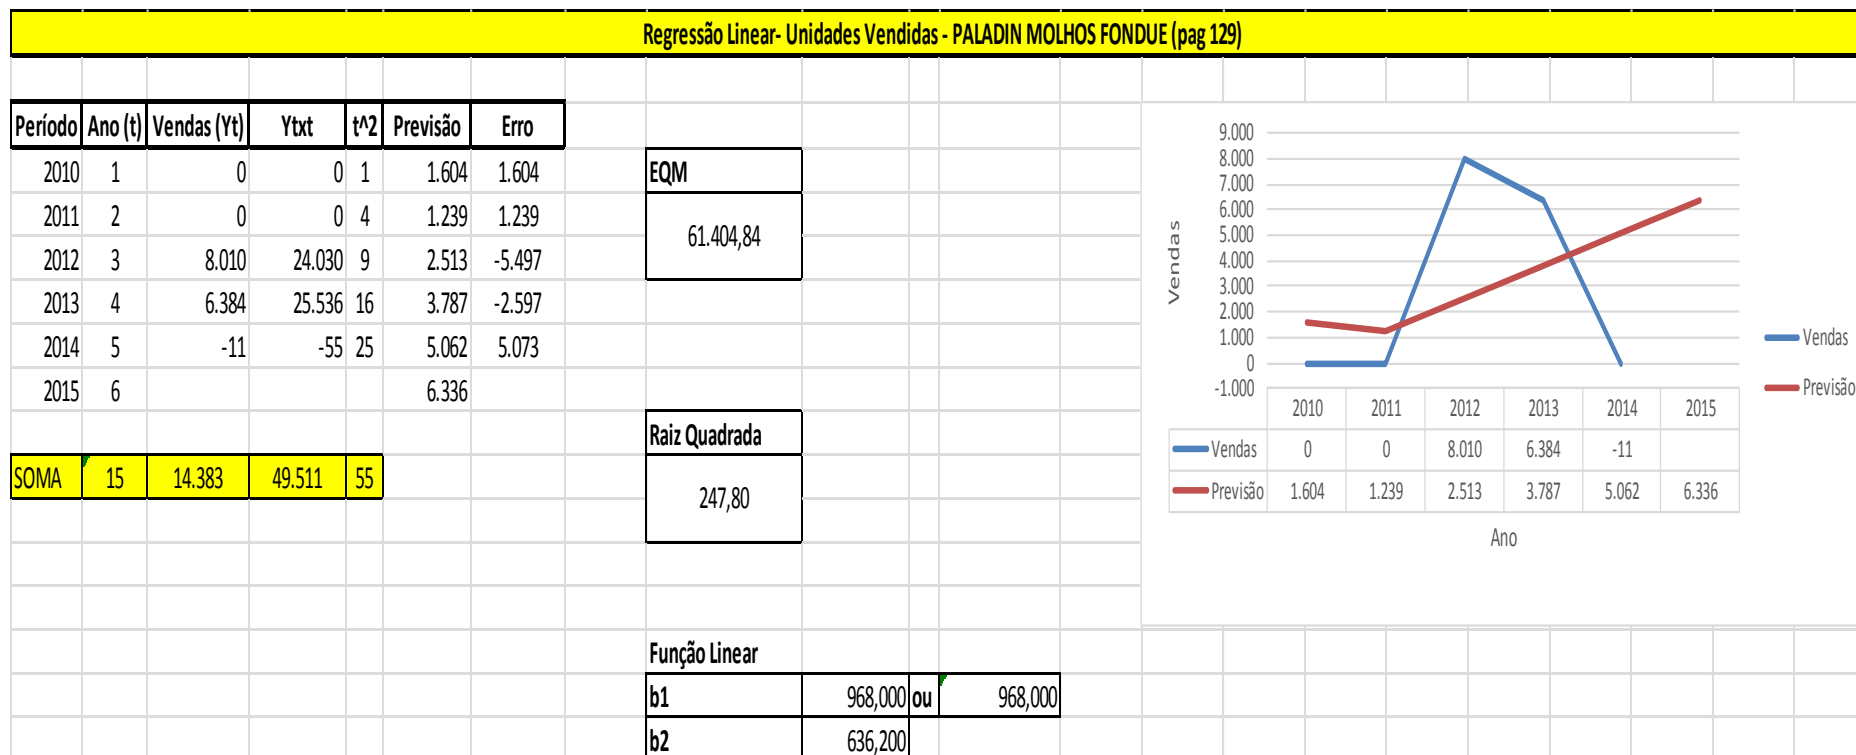 Regressão Linear- Unidades Vendidas - PALADIN MOLHOS FONDUE (pag 129)
Período Ano (t) Vendas (Yt) Ytxt t^2 Previsão Erro
2010 1 0 0 1 1.604 1.604
2011 2 0 0 4 1.239 1.239
2012 3 8.010 24.030 9 2.513 -5.497
2013 4 6.384 25.536 16 3.787 -2.597
2014 5 -11 -55 25 5.062 5.073
2015 6 6.336
SOMA 15 14.383 49.511 55
EQM
61.404,84
Raiz Quadrada
247,80
Função Linear
b1 968,000 ou 968,000
b2 636,200
9.000
8.000
7.000
6.000
5.000
4.000
3.000
2.000
1.000
0
-1.000
Vendas
2010 2011 2012 2013 2014 2015
Vendas 0 0 8.010 6.384 -11
Previsão 1.604 1.239 2.513 3.787 5.062 6.336
Ano
Vendas
Previsão